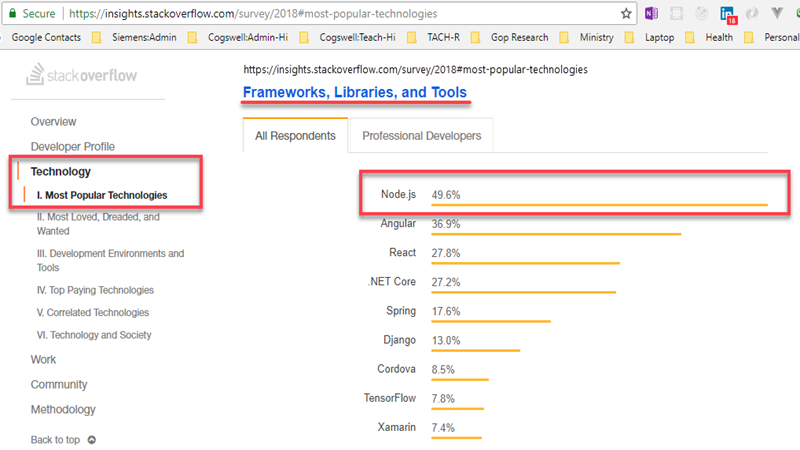 Secure https://insights.stackoverflow.com/survey/2018#most-popular-technologies
18
Google Contacts Siemens:Admin Cogswell:Admin-Hi Cogswell:Teach-Hi TACH-R Gop Research Ministry Laptop Health Personal
stackoverflow
Overview
Developer Profile
Technology
I. Most Popular Technologies
II. Most Loved, Dreaded, and
Wanted
III. Development Environments and
Tools
IV. Top Paying Technologies
V. Correlated Technologies
VI. Technology and Society
Work
Community
Methodology
Back to top
https://insights.stackoverflow.com/survey/2018#most-popular-technologies
Frameworks, Libraries, and Tools
All Respondents Professional Developers
Node.js 49.6%
Angular 36.9%
React 27.8%
.NET Core 27.2%
Spring 17.6%
Django 13.0%
Cordova 8.5%
TensorFlow 7.8%
Xamarin 7.4%